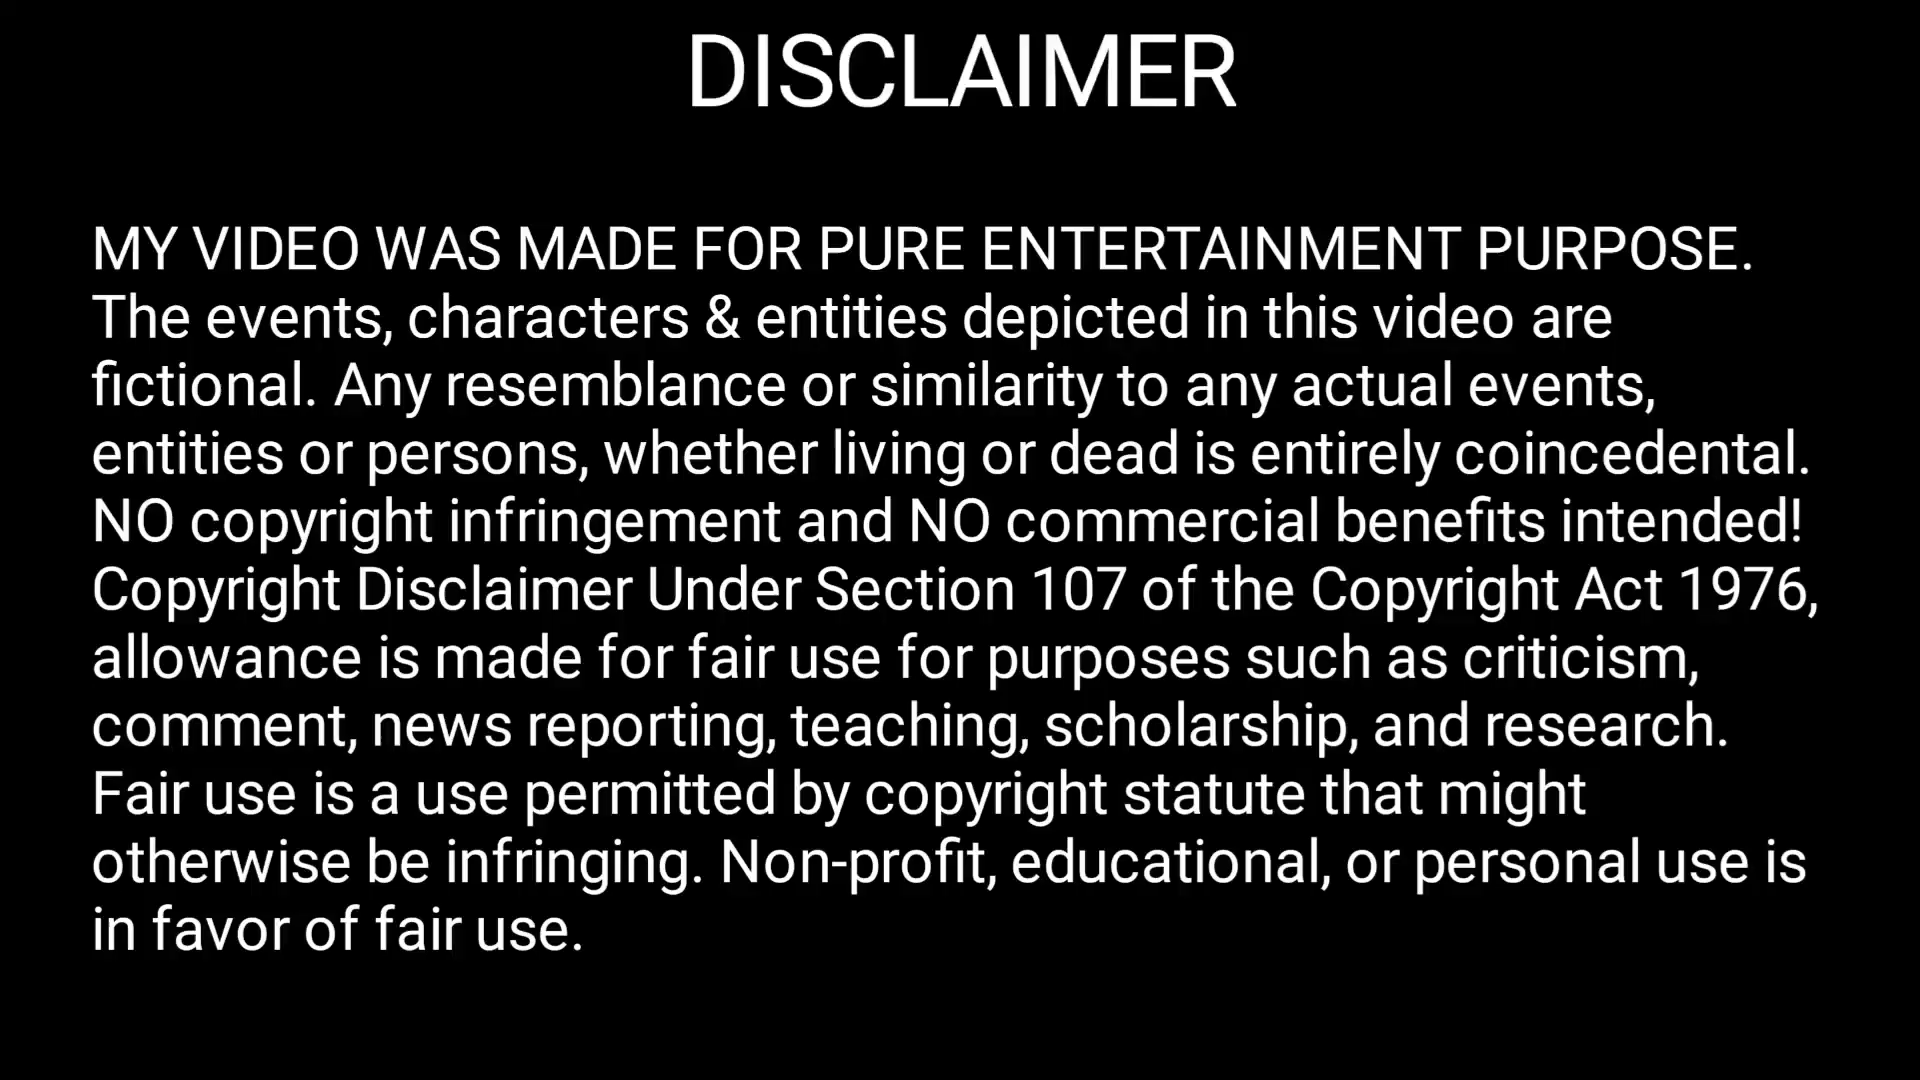 DISCLAIMER
MY VIDEO WAS MADE FOR PURE ENTERTAINMENT PURPOSE.
The events, characters & entities depicted in this video are
fictional. Any resemblance or similarity to any actual events,
entities or persons, whether living or dead is entirely coincedental.
NO copyright infringement and NO commercial benefits intended!
Copyright Disclaimer Under Section 107 of the Copyright Act 1976,
allowance is made for fair use for purposes such as criticism,
comment, news reporting, teaching, scholarship, and research.
Fair use is a use permitted by copyright statute that might
otherwise be infringing. Non-profit, educational, or personal use is
in favor of fair use.